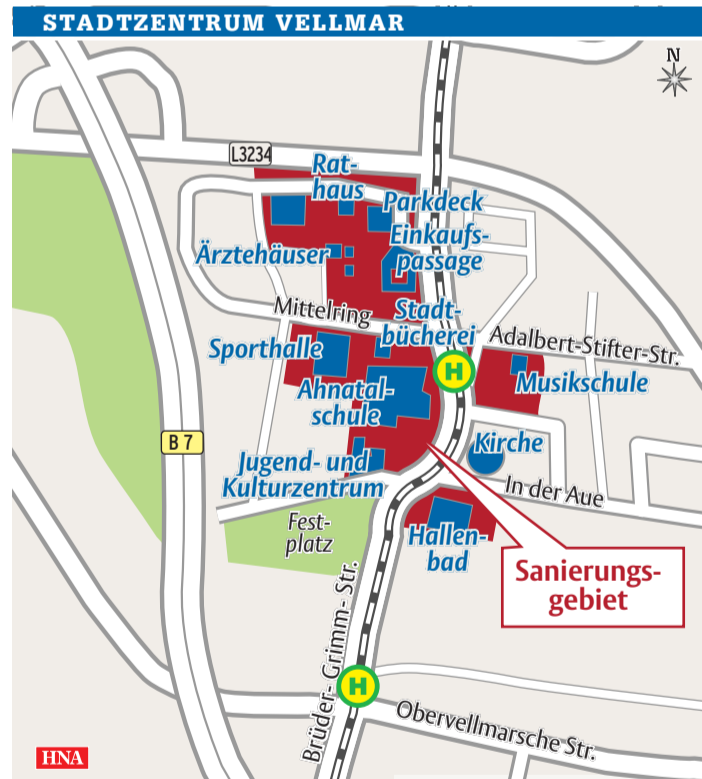 STADTZENTRUM VELLMAR
N
L3234
Rat-
haus
Parkdeck
Einkaufs-
passage
Ärztehäuser
Mittelring
Stadt-
bücherei
Adalbert-Stifter-Str.
Sporthalle
H
Musikschule
Ahnatal-
schule
B 7
Kirche
Jugend- und
Kulturzentrum
In der Aue
Fest-
platz
Hallen-
bad
Sanierungs-
gebiet
Brüder- Grimm- Str.
H
Obervellmarsche Str.
HNA